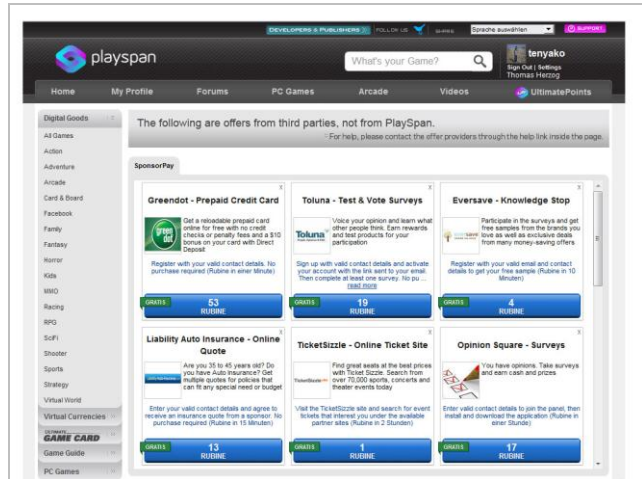 DEVELOPERS & PUBLISHERS
FOLLOW US
SHARE
Sprache auswählen
SUPPORT
playspan
What's your Game?
tenyako
Sign Out | Settings
Thomas Herzog
Home
My Profile
Forums
PC Games
Arcade
Videos
UltimatePoints
Digital Goods
All Games
Action
Adventure
Arcade
Card & Board
Facebook
Family
Fantasy
Horror
Kids
MMO
Racing
RPG
SciFi
Shooter
Sports
Strategy
Virtual World
Virtual Currencies
ULTIMATE
GAME CARD
Game Guide
PC Games
The following are offers from third parties, not from PlaySpan.
For help, please contact the offer providers through the help link inside the page.
SponsorPay
x
Greendot - Prepaid Credit Card
green
dot
Get a reloadable prepaid card
online for free with no credit
checks or penalty fees and a $10
bonus on your card with Direct
Deposit
Register with your valid contact details. No
purchase required (Rubine in einer Minute)
GRATIS
53
RUBINE
x
Toluna - Test & Vote Surveys
Toluna
Voice your opinion and learn what
other people think. Earn rewards
and test products for your
participation
Sign up with valid contact details and activate
your account with the link sent to your email.
Then complete at least one survey. No pu ...
read more
GRATIS
19
RUBINE
x
Eversave - Knowledge Stop
Participate in the surveys and get
free samples from the brands you
love as well as exclusive deals
from many money-saving offers
Register with your valid email and contact
details to get your free sample (Rubine in 10
Minuten)
GRATIS
4
RUBINE
x
Liability Auto Insurance - Online
Quote
Are you 35 to 45 years old? Do
you have Auto Insurance? Get
multiple quotes for policies that
can fit any special need or budget
Enter your valid contact details and agree to
receive an insurance quote from a sponsor. No
purchase required (Rubine in 15 Minuten)
GRATIS
13
RUBINE
x
TicketSizzle - Online Ticket Site
TicketSizzle
Find great seats at the best prices
with Ticket Sizzle. Search from
over 70,000 sports, concerts and
theater events today
Visit the TicketSizzle site and search for event
tickets that interest you under the available
partner sites (Rubine in 2 Stunden)
GRATIS
1
RUBINE
x
Opinion Square - Surveys
You have opinions. Take surveys
and earn cash and prizes
Enter valid contact details to join the panel, then
install and download the application (Rubine in
einer Stunde)
GRATIS
17
RUBINE